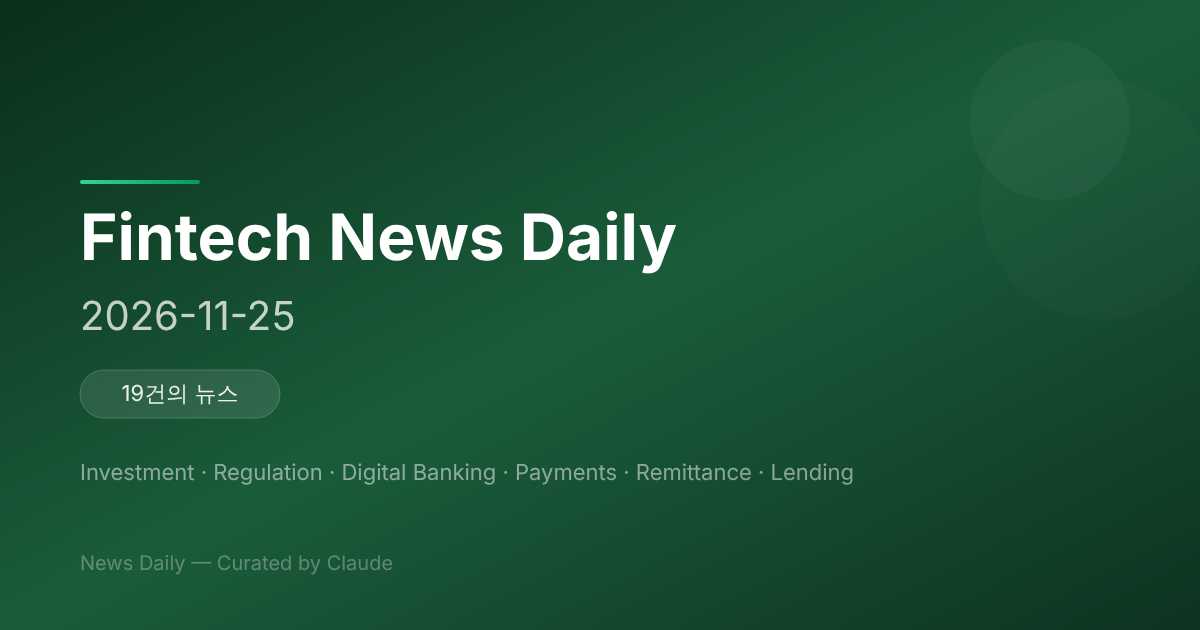 Fintech News Daily
2026-11-25
19건의 뉴스
Investment · Regulation · Digital Banking · Payments · Remittance · Lending
News Daily — Curated by Claude